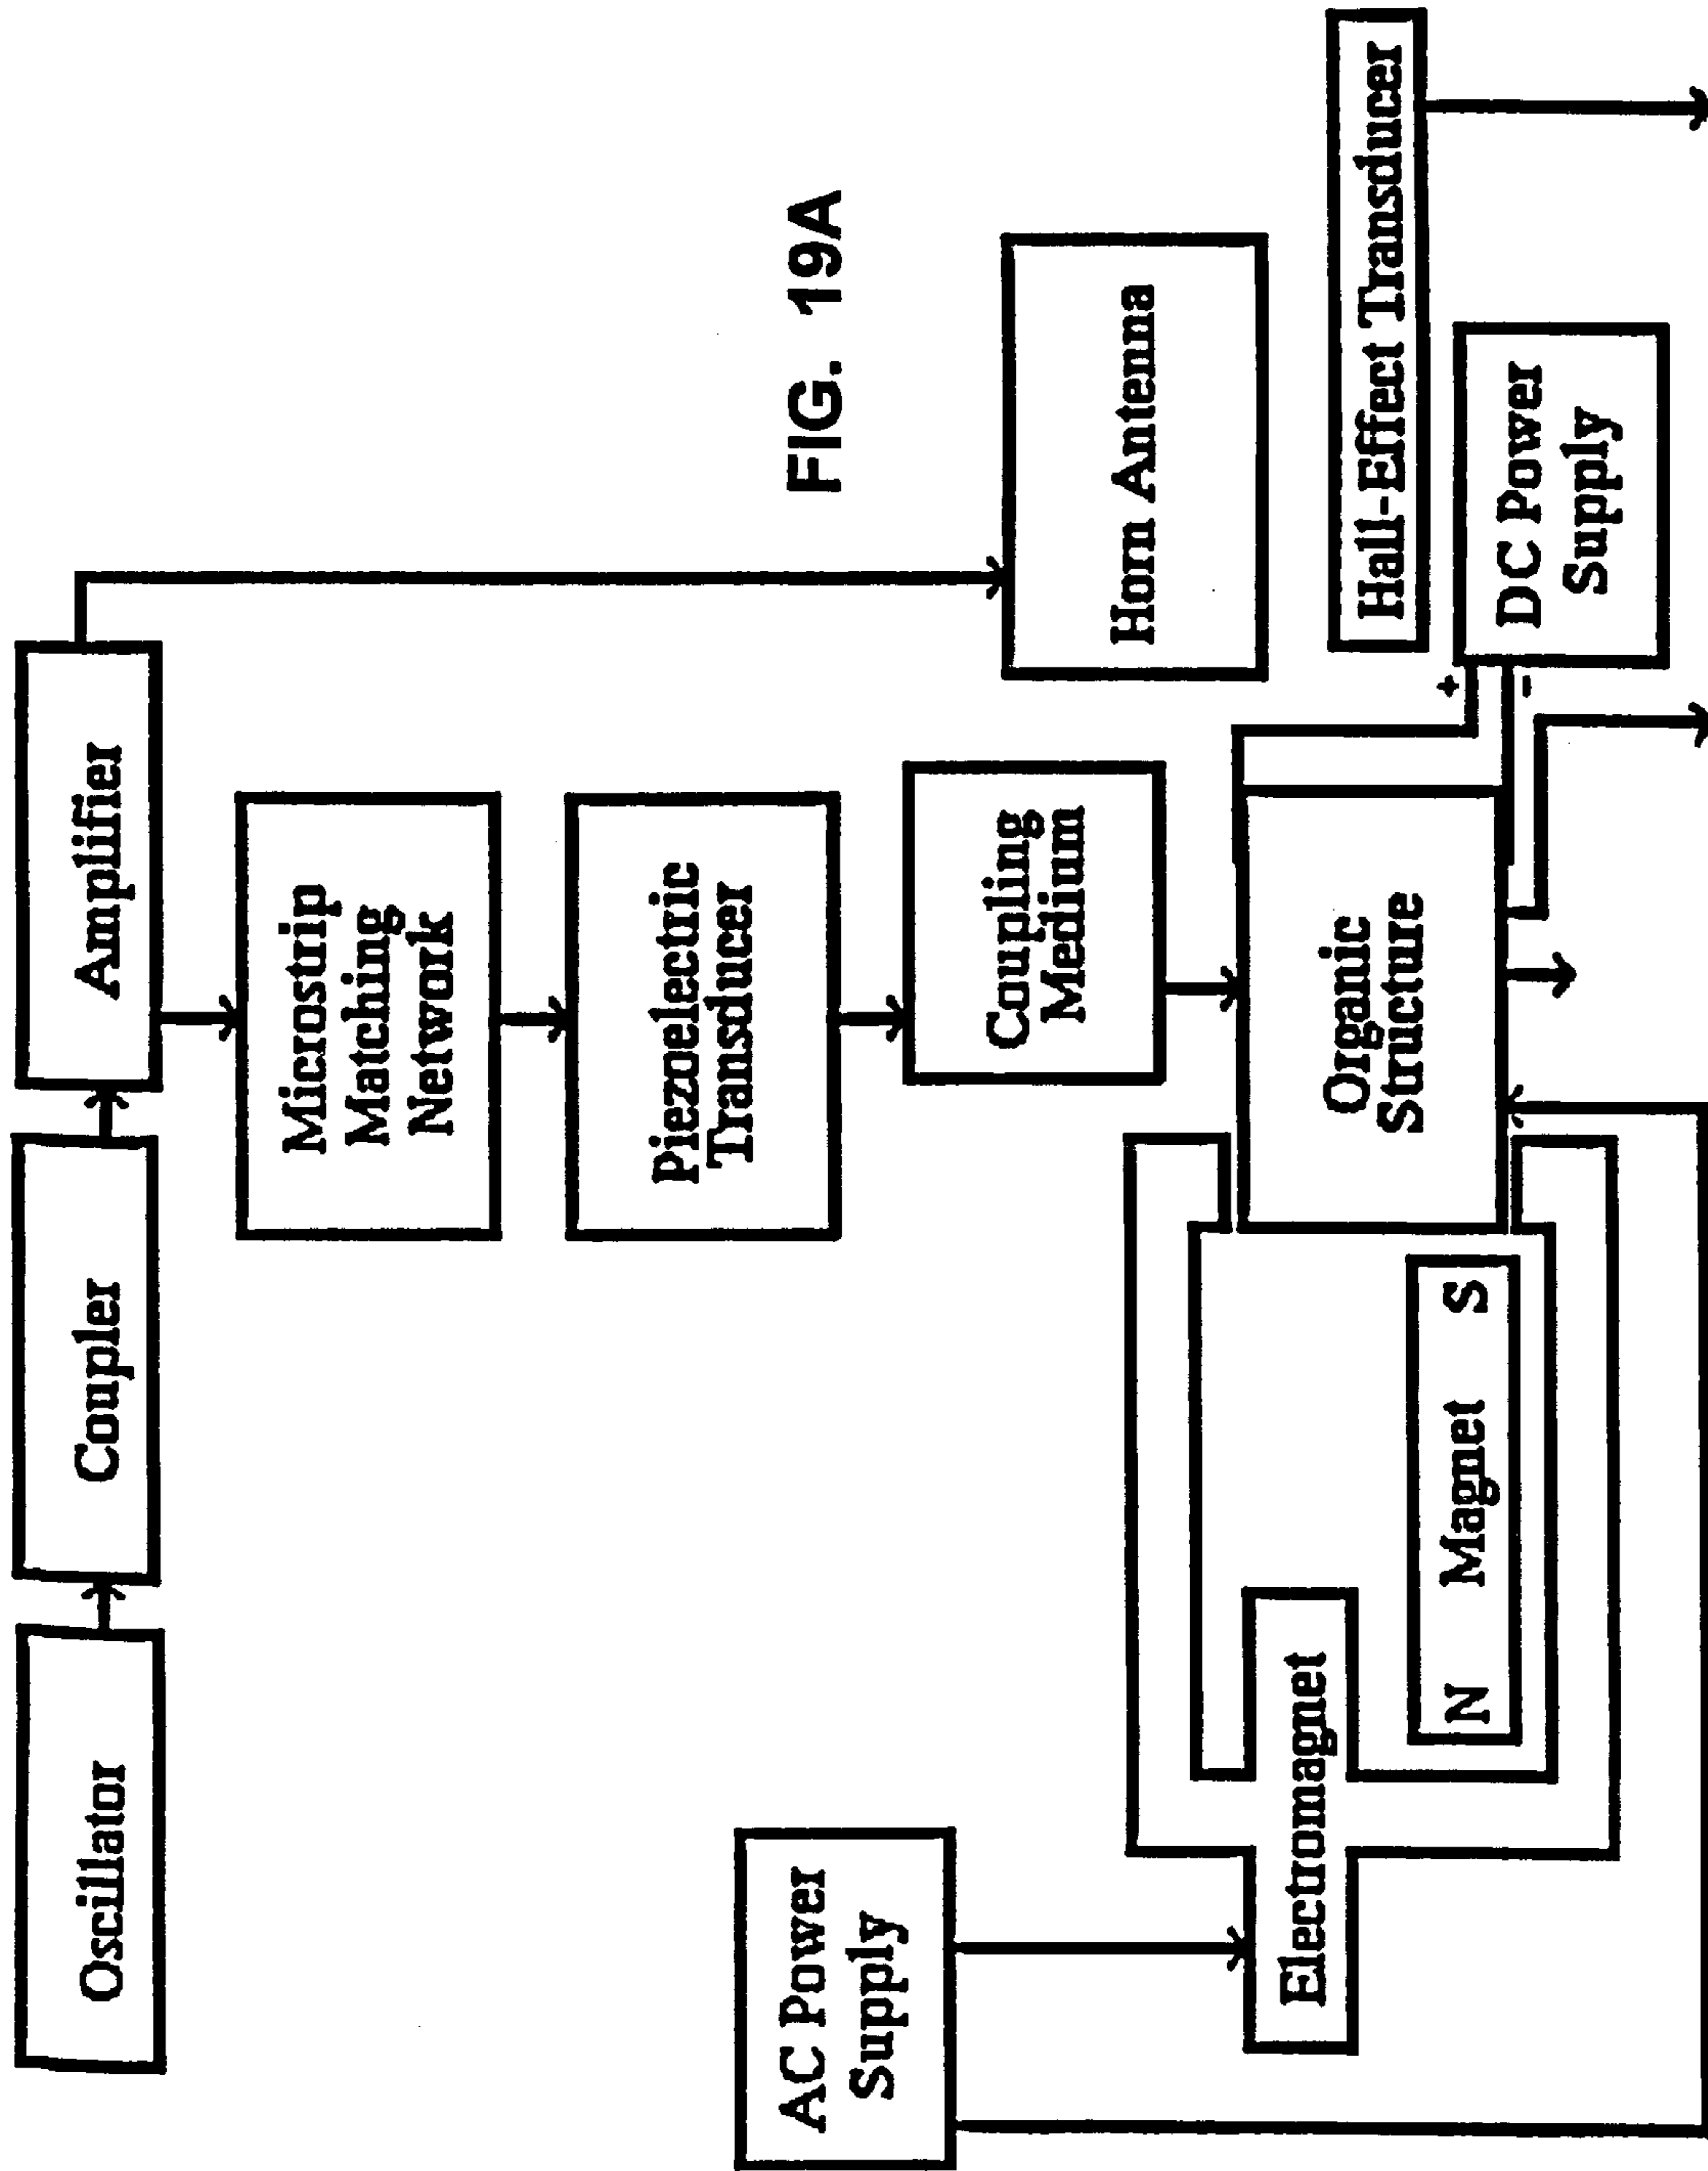 Oscillator
Coupler
Amplifier
Microstrip
Matching
Network
FIG. 19A
Piezoelectric
Transducer
AC Power
Supply
Coupling
Medium
Horn Antenna
Electromagnet
Organic
Structure
Hall-Effect Transducer
N Magnet S
+
-
DC Power
Supply